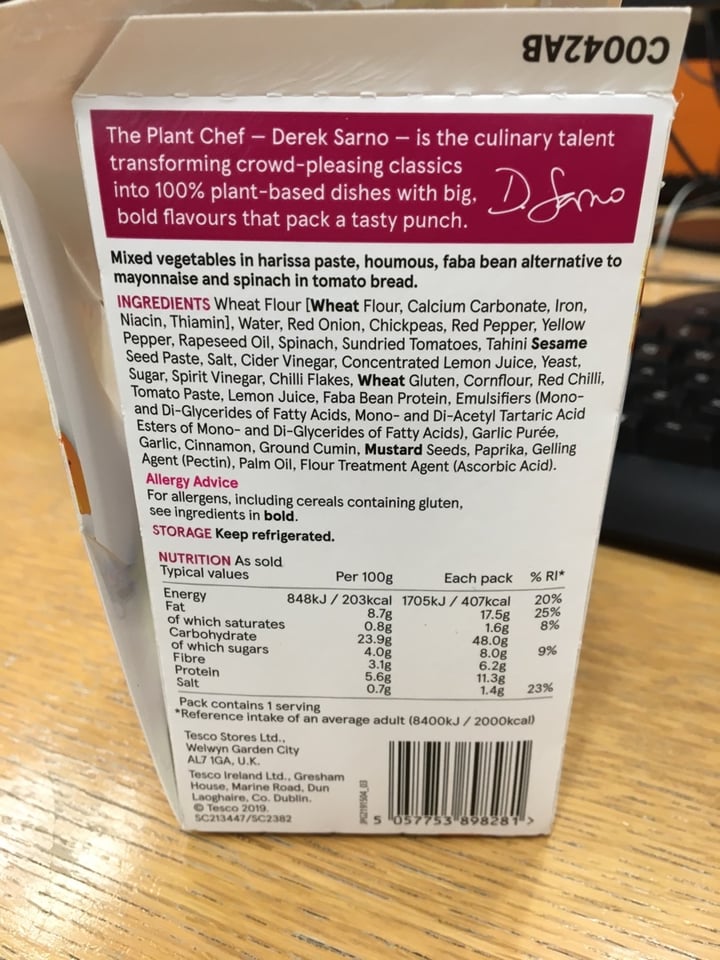 C0042AB
The Plant Chef – Derek Sarno – is the culinary talent
transforming crowd-pleasing classics
into 100% plant-based dishes with big,
bold flavours that pack a tasty punch.
D. Sarno
Mixed vegetables in harissa paste, houmous, faba bean alternative to
mayonnaise and spinach in tomato bread.
INGREDIENTS Wheat Flour [Wheat Flour, Calcium Carbonate, Iron,
Niacin, Thiamin], Water, Red Onion, Chickpeas, Red Pepper, Yellow
Pepper, Rapeseed Oil, Spinach, Sundried Tomatoes, Tahini Sesame
Seed Paste, Salt, Cider Vinegar, Concentrated Lemon Juice, Yeast,
Sugar, Spirit Vinegar, Chilli Flakes, Wheat Gluten, Cornflour, Red Chilli,
Tomato Paste, Lemon Juice, Faba Bean Protein, Emulsifiers (Mono-
and Di-Glycerides of Fatty Acids, Mono- and Di-Acetyl Tartaric Acid
Esters of Mono- and Di-Glycerides of Fatty Acids), Garlic Purée,
Garlic, Cinnamon, Ground Cumin, Mustard Seeds, Paprika, Gelling
Agent (Pectin), Palm Oil, Flour Treatment Agent (Ascorbic Acid).
Allergy Advice
For allergens, including cereals containing gluten,
see ingredients in bold.
STORAGE Keep refrigerated.
NUTRITION As sold
Typical values Per 100g Each pack % RI*
Energy 848kJ / 203kcal 1705kJ / 407kcal 20%
Fat 8.7g 17.5g 25%
of which saturates 0.8g 1.6g 8%
Carbohydrate 23.9g 48.0g
of which sugars 4.0g 8.0g 9%
Fibre 3.1g 6.2g
Protein 5.6g 11.3g
Salt 0.7g 1.4g 23%
Pack contains 1 serving
*Reference intake of an average adult (8400kJ / 2000kcal)
Tesco Stores Ltd.,
Welwyn Garden City
AL7 1GA, U.K.
Tesco Ireland Ltd., Gresham
House, Marine Road, Dun
Laoghaire, Co. Dublin.
© Tesco 2019.
SC213447/SC2382
5 057753 898281 >